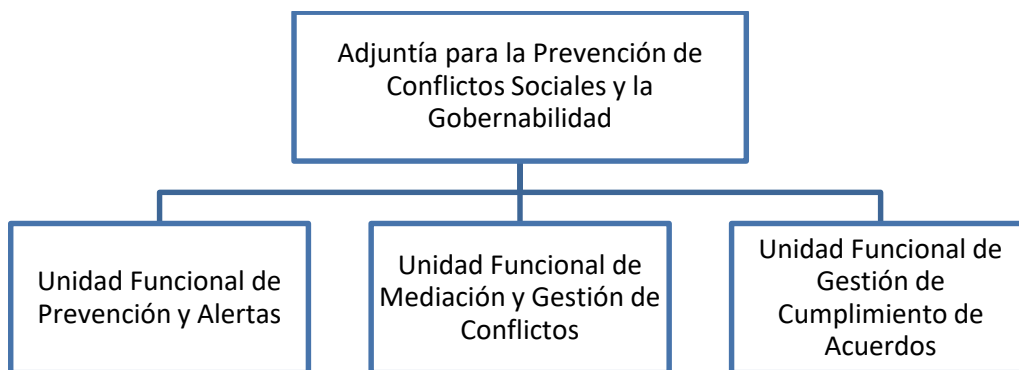 Adjuntía para la Prevención de
Conflictos Sociales y la
Gobernabilidad
Unidad Funcional de
Prevención y Alertas
Unidad Funcional de
Mediación y Gestión de
Conflictos
Unidad Funcional de
Gestión de
Cumplimiento de
Acuerdos